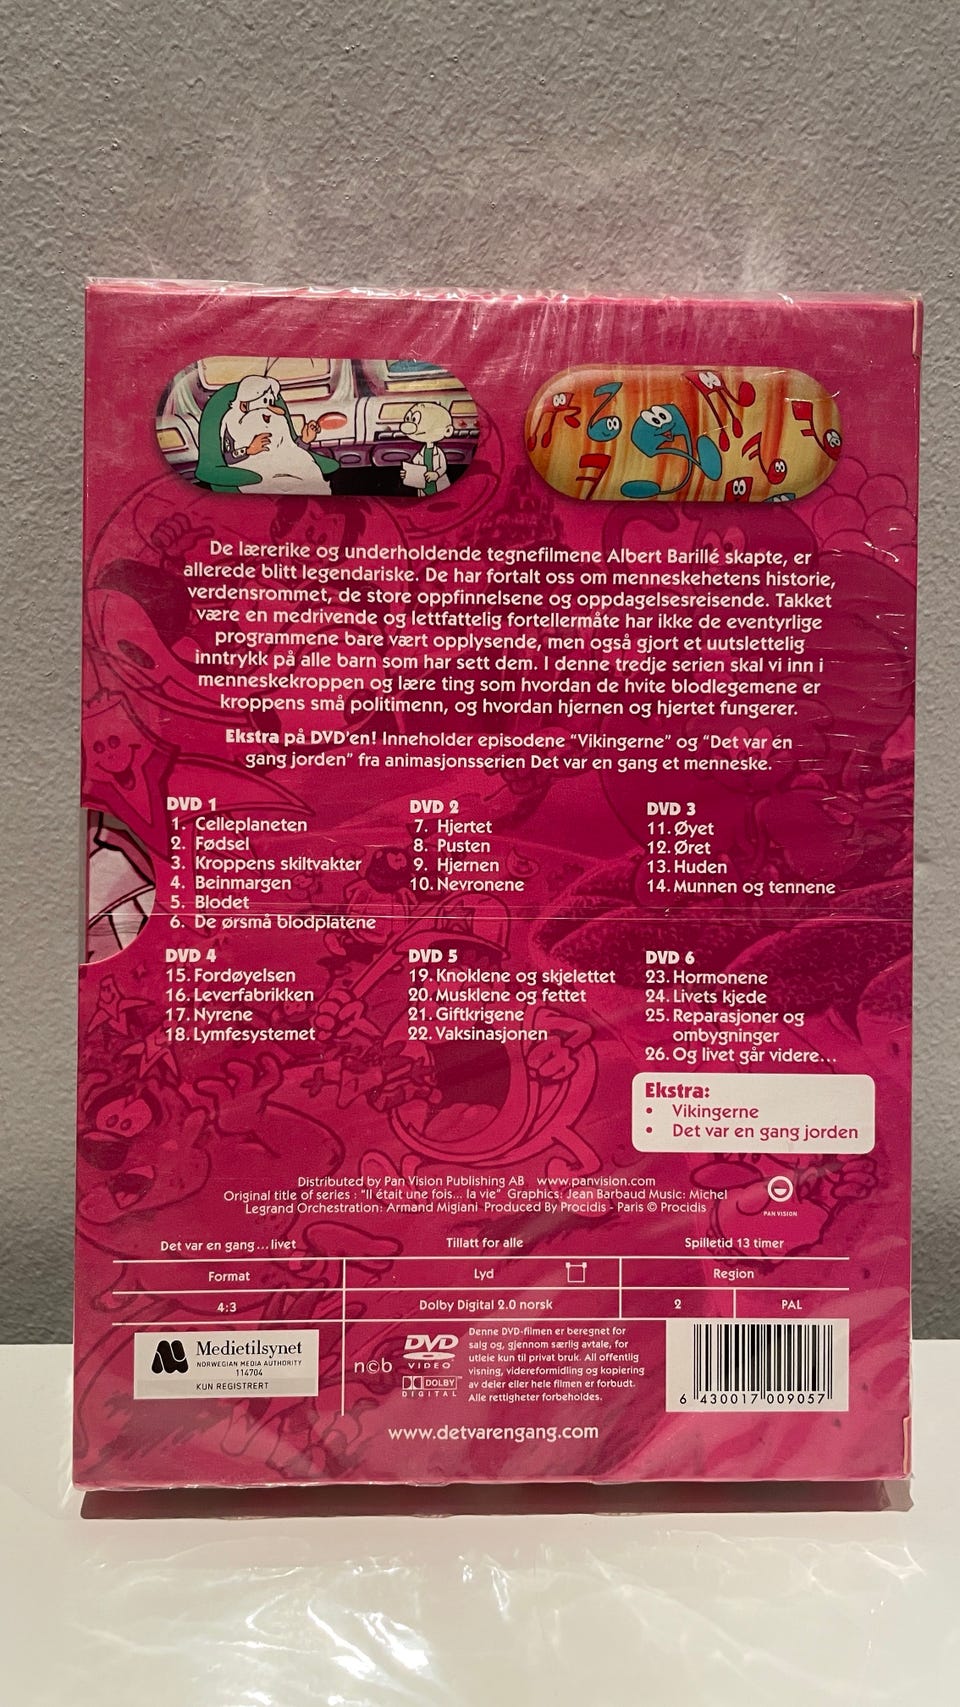 De lærerike og underholdende tegnefilmene Albert Barillé skapte, er
allerede blitt legendariske. De har fortalt oss om menneskehetens historie,
verdensrommet, de store oppfinnelsene og oppdagelsesreisende. Takket
være en medrivende og lettfattelig fortellermåte har ikke de eventyrlige
programmene bare vært opplysende, men også gjort et uutslettelig
inntrykk på alle barn som har sett dem. I denne tredje serien skal vi inn i
menneskekroppen og lære ting som hvordan de hvite blodlegemene er
kroppens små politimenn, og hvordan hjernen og hjertet fungerer.
Ekstra på DVD'en! Inneholder episodene "Vikingerne" og "Det var én
gang jorden" fra animasjonsserien Det var en gang et menneske.
DVD 1
1. Celleplaneten
2. Fødsel
3. Kroppens skiltvakter
4. Beinmargen
5. Blodet
6. De ørsmå blodplatene
DVD 2
7. Hjertet
8. Pusten
9. Hjernen
10. Nevronene
DVD 3
11. Øyet
12. Øret
13. Huden
14. Munnen og tennene
DVD 4
15. Fordøyelsen
16. Leverfabrikken
17. Nyrene
18. Lymfesystemet
DVD 5
19. Knoklene og skjelettet
20. Musklene og fettet
21. Giftkrigene
22. Vaksinasjonen
DVD 6
23. Hormonene
24. Livets kjede
25. Reparasjoner og
ombygninger
26. Og livet går videre...
Ekstra:
• Vikingerne
• Det var en gang jorden
Distributed by Pan Vision Publishing AB www.panvision.com
Original title of series : "Il était une fois... la vie" Graphics: Jean Barbaud Music: Michel
Legrand Orchestration: Armand Migiani Produced By Procidis - Paris © Procidis
PAN VISION
Det var en gang...livet Tillatt for alle Spilletid 13 timer
Format Lyd Region
4:3 Dolby Digital 2.0 norsk 2 PAL
Medietilsynet
NORWEGIAN MEDIA AUTHORITY
114704
KUN REGISTRERT
n©b
DVD
VIDEO
DOLBY
DIGITAL
Denne DVD-filmen er beregnet for
salg og, gjennom særlig avtale, for
utleie kun til privat bruk. All offentlig
visning, videreformidling og kopiering
av deler eller hele filmen er forbudt.
Alle rettigheter forbeholdes.
6 430017 009057
www.detvarengang.com